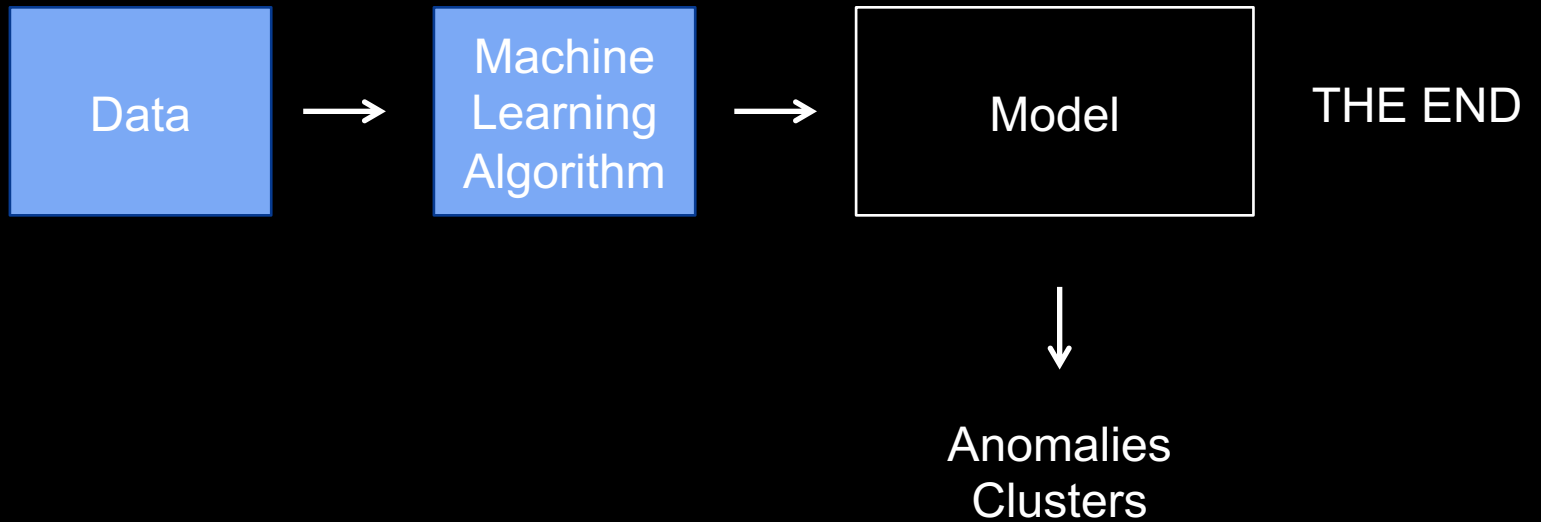 Data
Machine
Learning
Algorithm
Model
THE END
Anomalies
Clusters